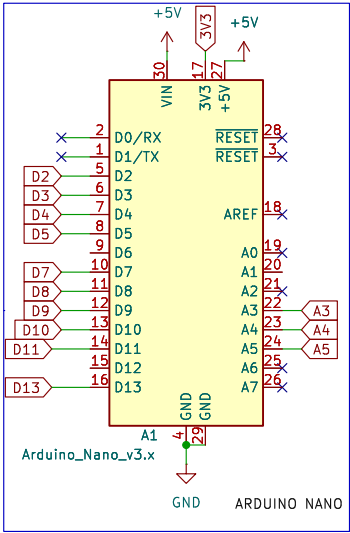 +5V 3V3 +5V
30 17 27
VIN 3V3 +5V
2 D0/RX RESET 28
1 D1/TX RESET 3
D2 5 D2
D3 6 D3
D4 7 D4 AREF 18
D5 8 D5
9 D6 A0 19
D7 10 D7 A1 20
D8 11 D8 A2 21
D9 12 D9 A3 22 A3
D10 13 D10 A4 23 A4
D11 14 D11 A5 24 A5
15 D12 A6 25
D13 16 D13 A7 26
GND GND
A1 4 29
Arduino_Nano_v3.x
GND ARDUINO NANO